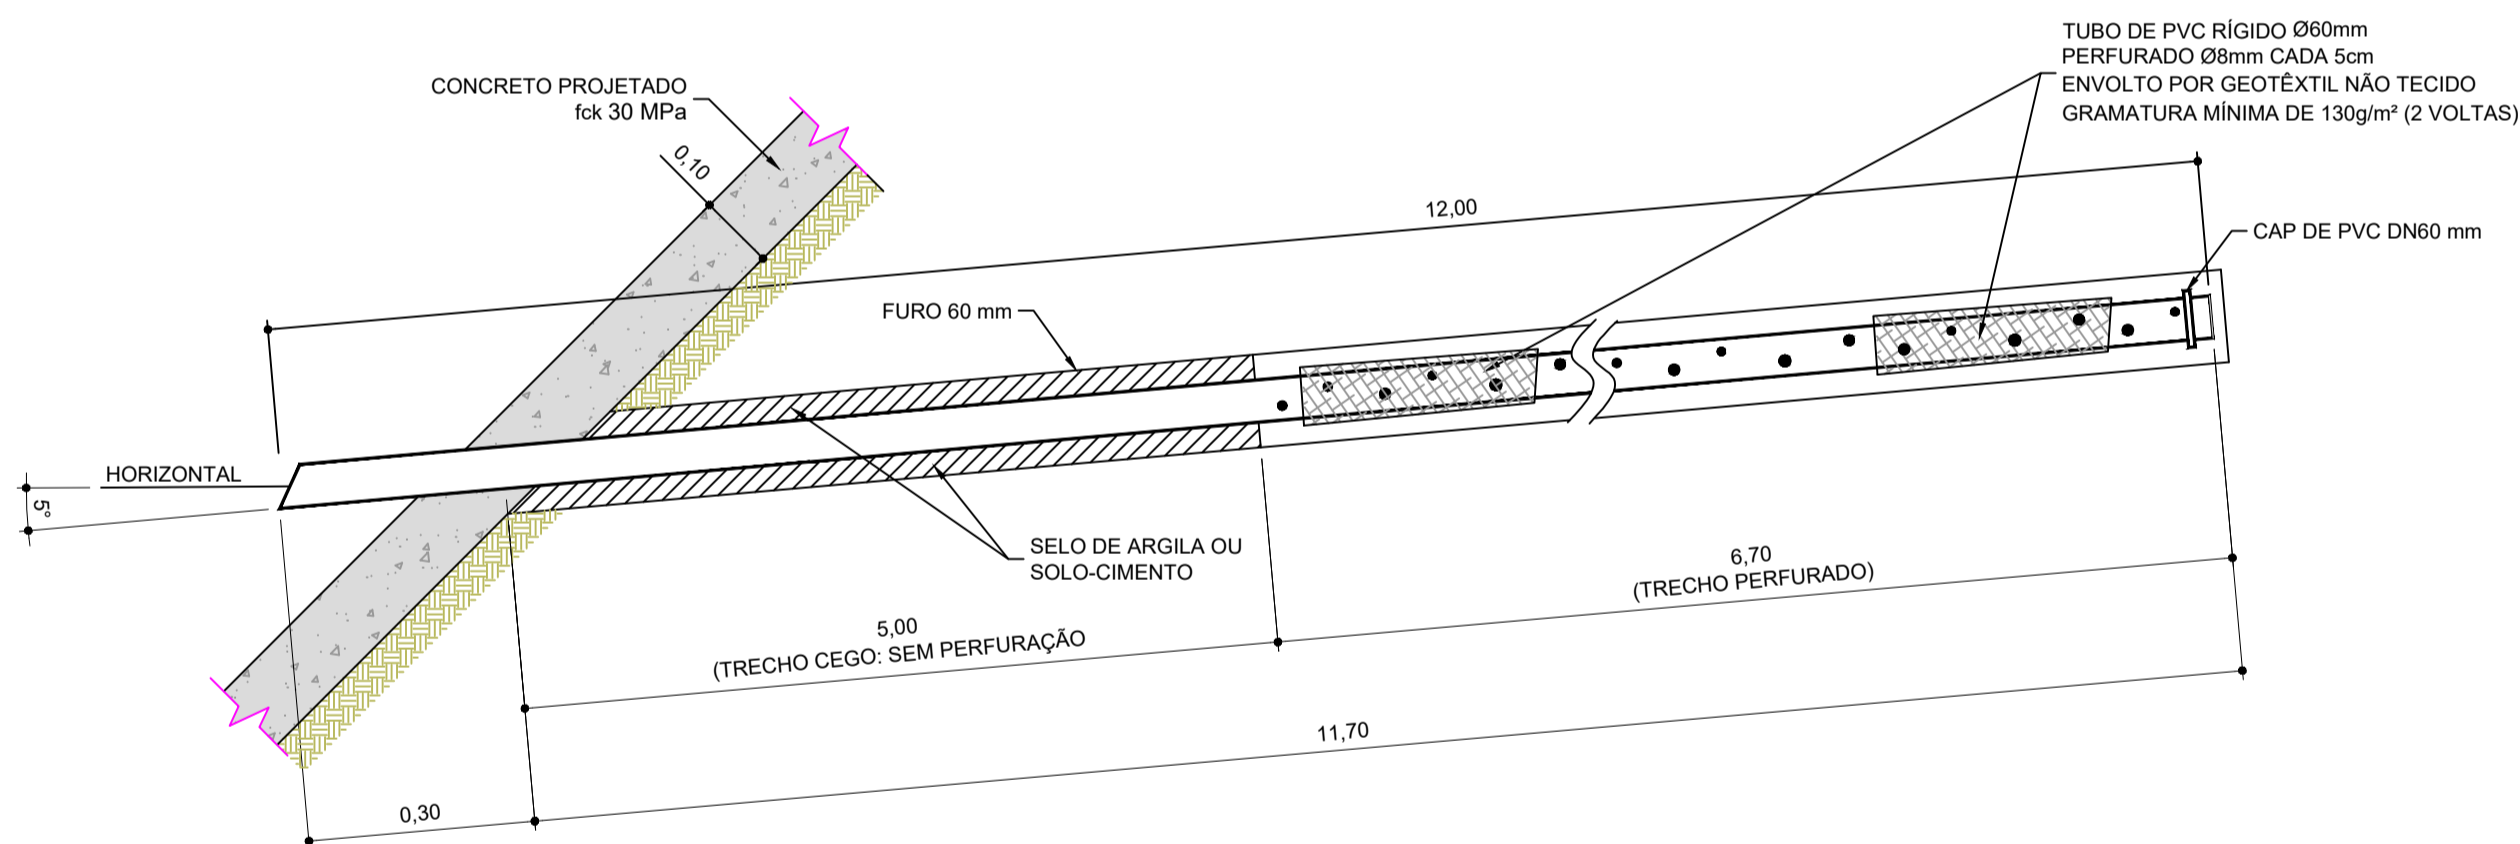 TUBO DE PVC RÍGIDO Ø60mm
PERFURADO Ø8mm CADA 5cm
ENVOLTO POR GEOTÊXTIL NÃO TECIDO
GRAMATURA MÍNIMA DE 130g/m² (2 VOLTAS)
CONCRETO PROJETADO
fck 30 MPa
0,10
12,00
CAP DE PVC DN60 mm
FURO 60 mm
HORIZONTAL
5°
SELO DE ARGILA OU
SOLO-CIMENTO
6,70
(TRECHO PERFURADO)
5,00
(TRECHO CEGO: SEM PERFURAÇÃO
11,70
0,30